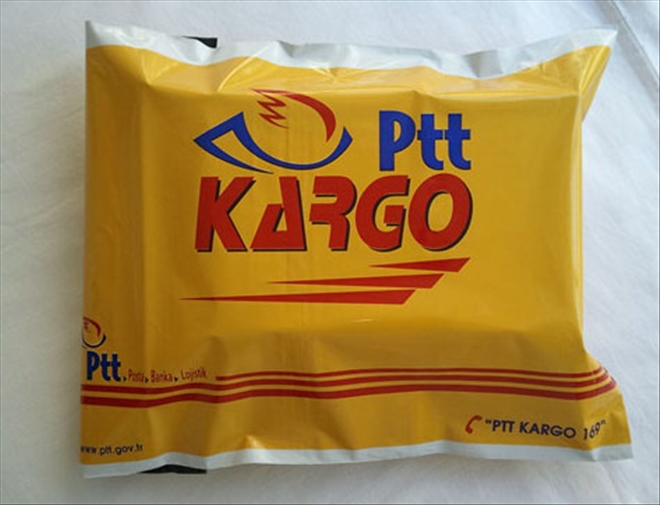 Ptt
KARGO
Ptt. Posta Banka Lojistik
"PTT KARGO 169"
www.ptt.gov.tr